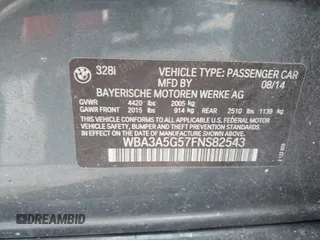 328i
VEHICLE TYPE: PASSENGER CAR
08/14
BAYERISCHE MOTOREN WERKE AG
GVWR 4420 lbs 2005 kg
GAWR FRONT 2015 lbs 914 kg REAR 2510 lbs 1139 kg
THIS VEHICLE CONFORMS TO ALL APPLICABLE
U.S. FEDERAL MOTOR VEHICLE SAFETY, BUMPER,
AND THEFT PREVENTION STANDARDS IN EFFECT
ON THE DATE OF MANUFACTURE SHOWN ABOVE.
WBA3A5G57FNS82543
DREAMBID